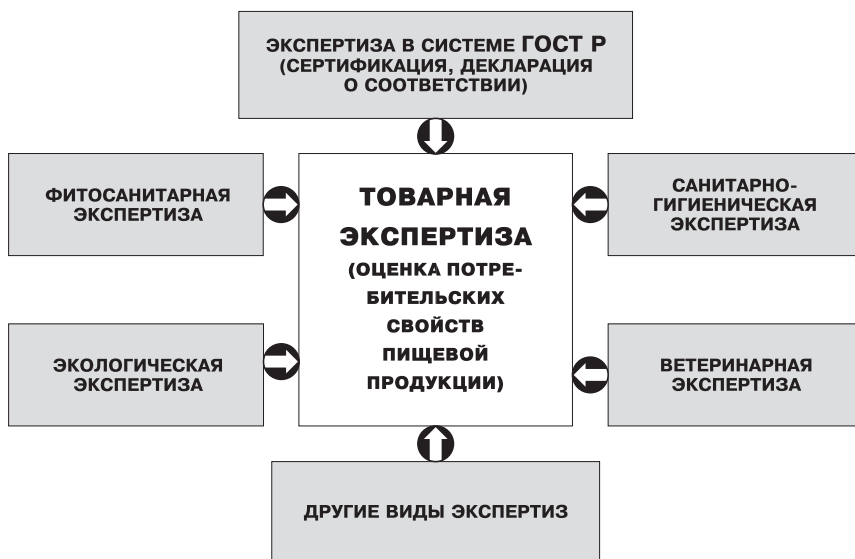 ЭКСПЕРТИЗА В СИСТЕМЕ ГОСТ Р
(СЕРТИФИКАЦИЯ, ДЕКЛАРАЦИЯ
О СООТВЕТСТВИИ)
ФИТОСАНИТАРНАЯ
ЭКСПЕРТИЗА
ТОВАРНАЯ
ЭКСПЕРТИЗА
(ОЦЕНКА ПОТРЕ-
БИТЕЛЬСКИХ
СВОЙСТВ
ПИЩЕВОЙ
ПРОДУКЦИИ)
САНИТАРНО-
ГИГИЕНИЧЕСКАЯ
ЭКСПЕРТИЗА
ЭКОЛОГИЧЕСКАЯ
ЭКСПЕРТИЗА
ВЕТЕРИНАРНАЯ
ЭКСПЕРТИЗА
ДРУГИЕ ВИДЫ ЭКСПЕРТИЗ